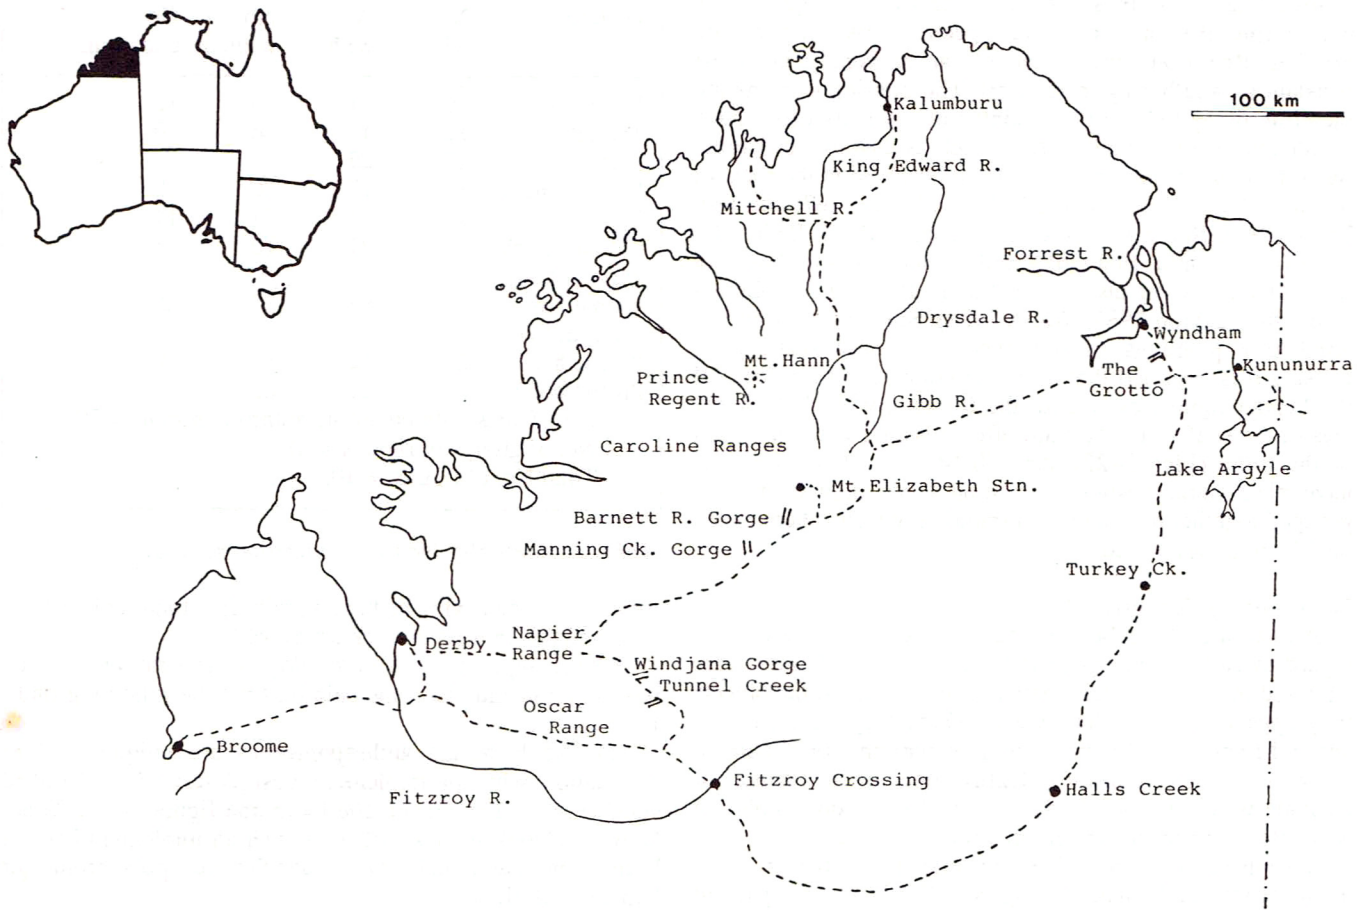 100 km
Kalumburu
King Edward R.
Mitchell R.
Forrest R.
Drysdale R.
Wyndham
Mt.Hann
The
Grotto
Kununurra
Prince
Regent R.
Gibb R.
Caroline Ranges
Lake Argyle
Mt.Elizabeth Stn.
Barnett R. Gorge
Manning Ck. Gorge
Turkey Ck.
Derby
Napier
Range
Windjana Gorge
Tunnel Creek
Oscar
Range
Broome
Fitzroy Crossing
Halls Creek
Fitzroy R.